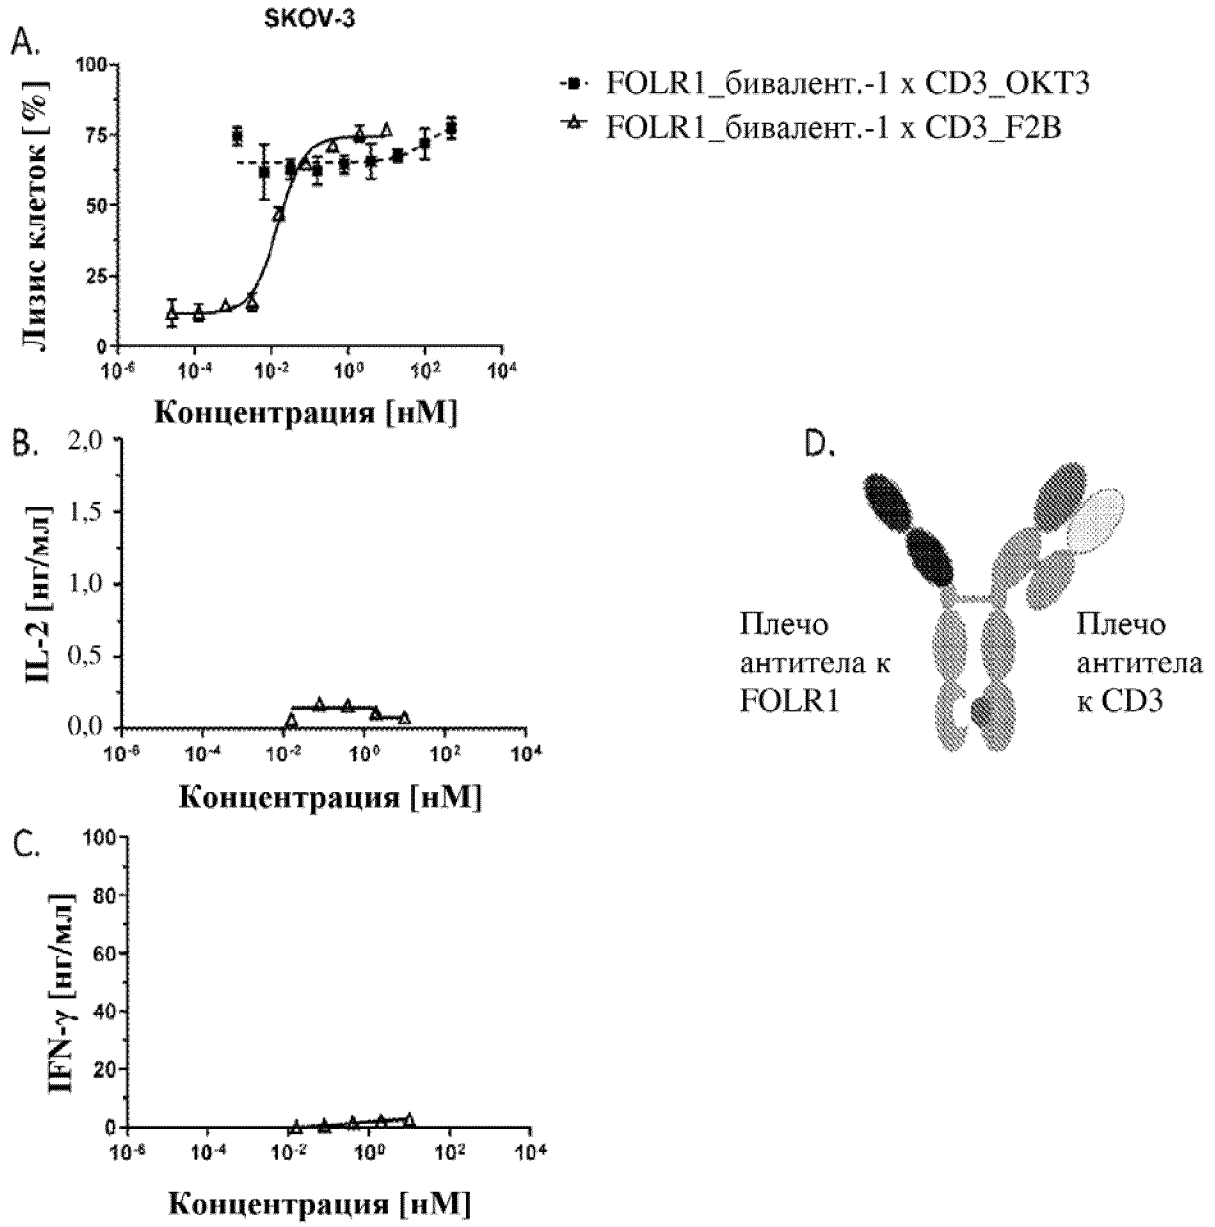 SKOV-3
A.
100
75
50
25
0
Лизис клеток [%]
10-6 10-4 10-2 100 102 104
Концентрация [нМ]
FOLR1_бивалент.-1 x CD3_OKT3
FOLR1_бивалент.-1 x CD3_F2B
B.
2,0
1,5
1,0
0,5
0,0
IL-2 [нг/мл]
10-6 10-4 10-2 100 102 104
Концентрация [нМ]
D.
Плечо
антитела к
FOLR1
Плечо
антитела
к CD3
C.
100
80
60
40
20
0
IFN-γ [нг/мл]
10-6 10-4 10-2 100 102 104
Концентрация [нМ]